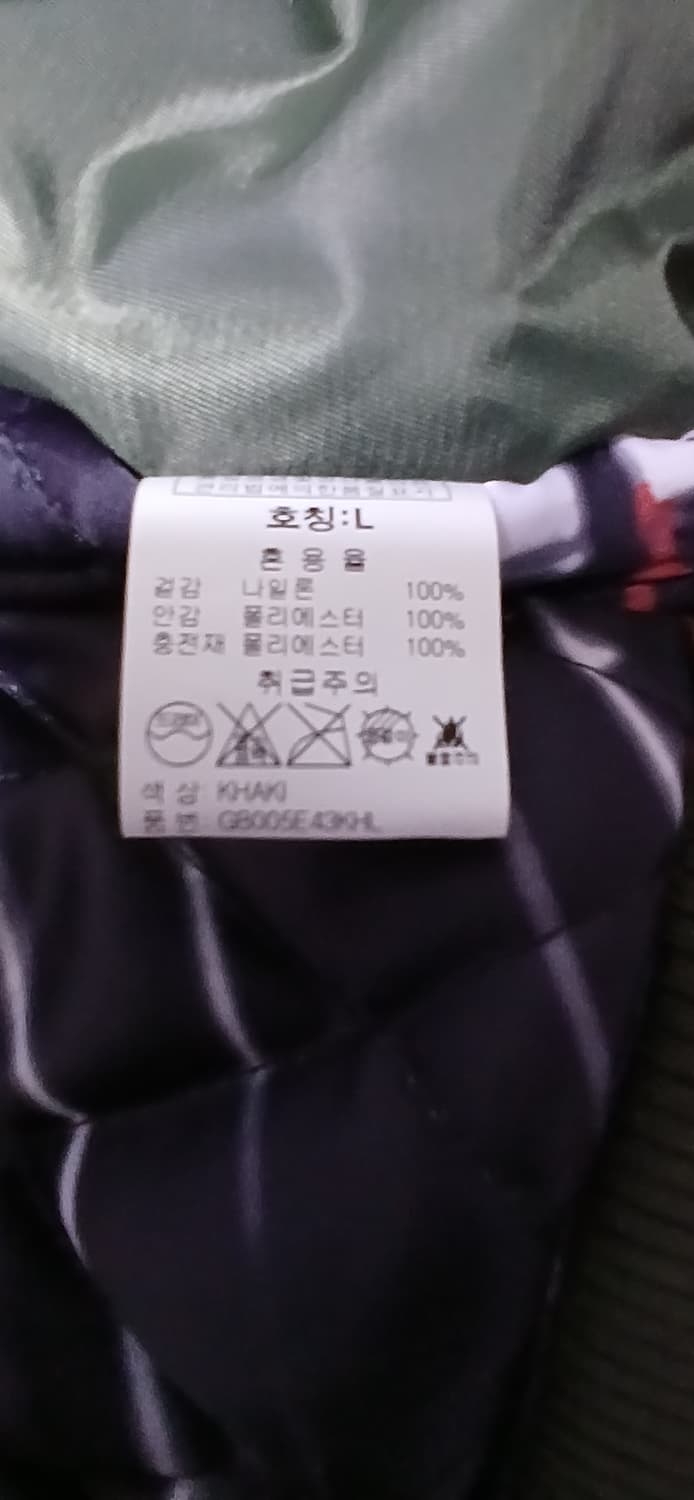 호칭:L
혼 용 율
겉감 나일론 100%
안감 폴리에스터 100%
충전재 폴리에스터 100%
취급주의
색 상 KHAKI
품 번 GB005E43KHL